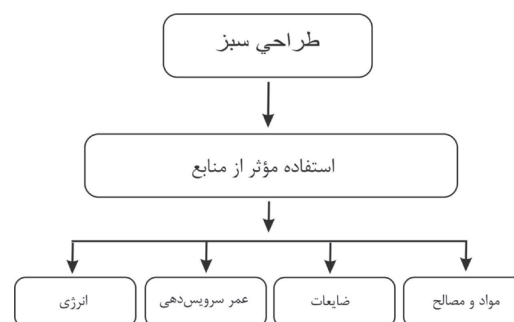 طراحي سبز
استفاده مؤثر از منابع
مواد و مصالح
ضایعات
عمر سرویس‌دهی
انرژی